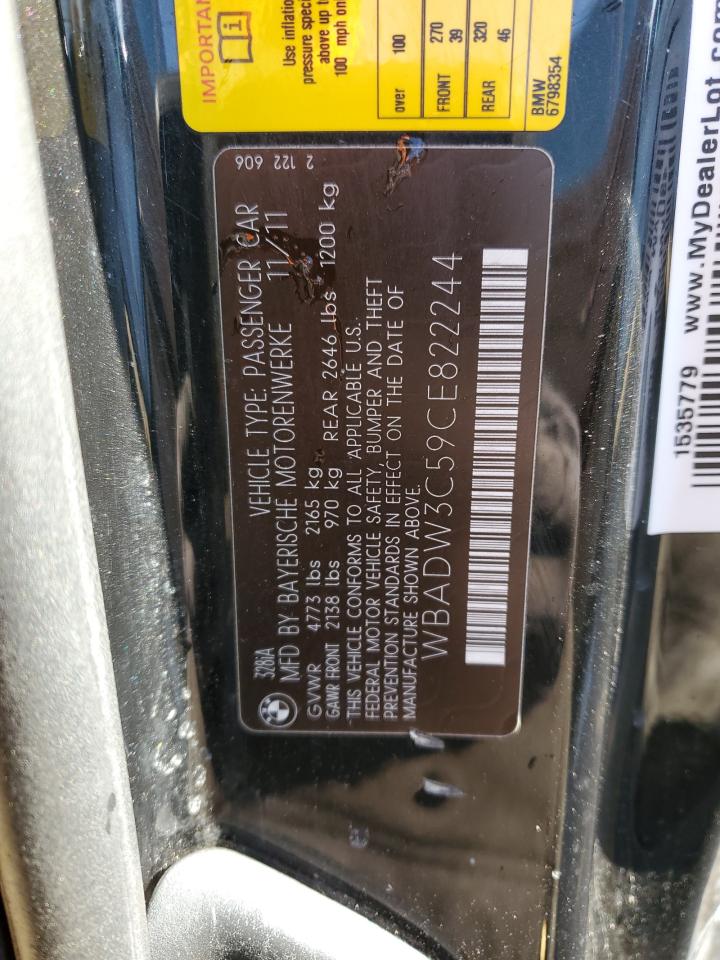 IMPORTAN
Use inflatio
pressure speci
above up to
100 mph on
over 100
FRONT 270
39
REAR 320
46
BMW
6798354
2 122 606
328iA
VEHICLE TYPE: PASSENGER CAR
MFD BY BAYERISCHE MOTORENWERKE 11/11
GVWR 4773 lbs 2165 kg
GAWR FRONT 2138 lbs 970 kg REAR 2646 lbs 1200 kg
THIS VEHICLE CONFORMS TO ALL APPLICABLE U.S.
FEDERAL MOTOR VEHICLE SAFETY, BUMPER AND THEFT
PREVENTION STANDARDS IN EFFECT ON THE DATE OF
MANUFACTURE SHOWN ABOVE.
WBADW3C59CE822244
1535779 www.MyDealerLot.com